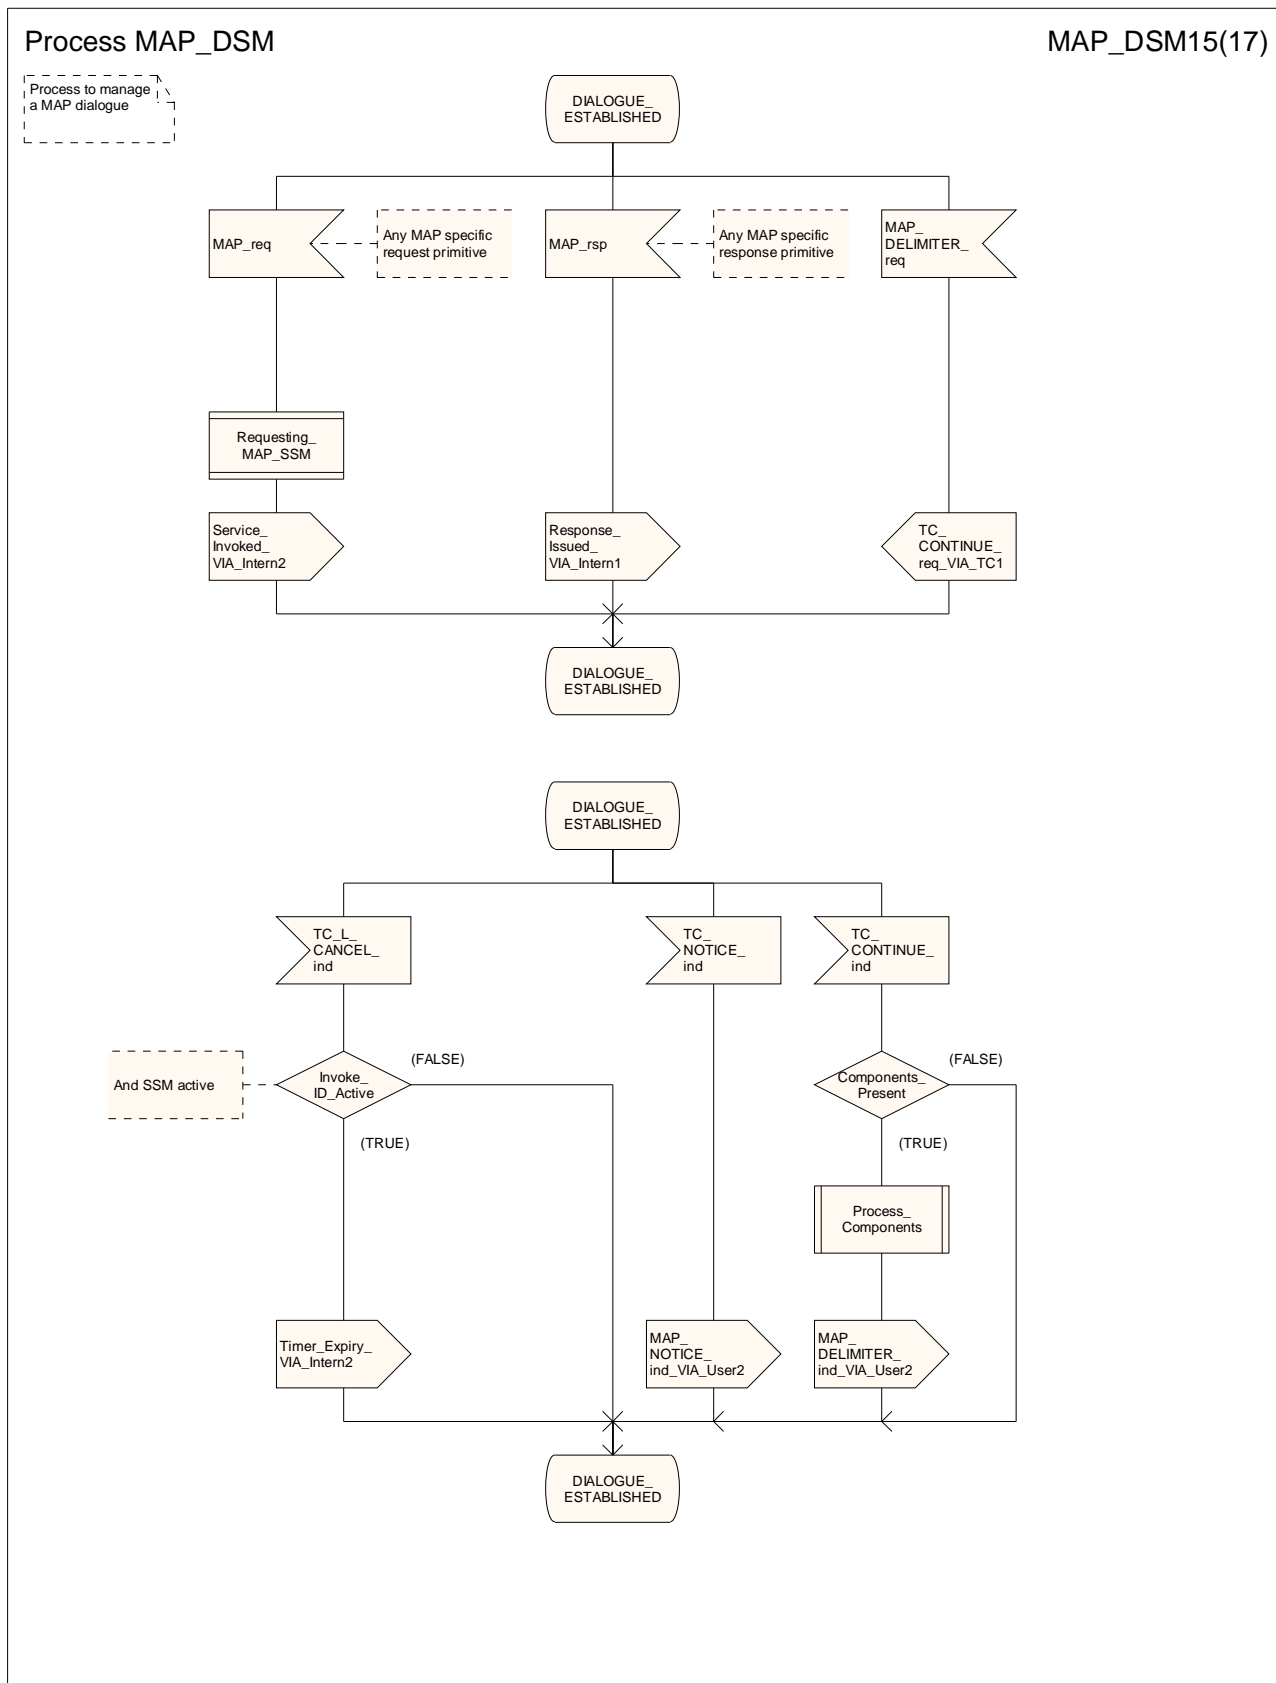 Process MAP_DSM
MAP_DSM15(17)
Process to manage
a MAP dialogue
DIALOGUE_
ESTABLISHED
MAP_req
Any MAP specific
request primitive
MAP_rsp
Any MAP specific
response primitive
MAP_
DELIMITER_
req
Requesting_
MAP_SSM
Service_
Invoked_
VIA_Intern2
Response_
Issued_
VIA_Intern1
TC_
CONTINUE_
req_VIA_TC1
DIALOGUE_
ESTABLISHED
DIALOGUE_
ESTABLISHED
TC_L_
CANCEL_
ind
TC_
NOTICE_
ind
TC_
CONTINUE_
ind
And SSM active
Invoke_
ID_Active
(FALSE)
(TRUE)
Components_
Present
(FALSE)
(TRUE)
Process_
Components
Timer_Expiry_
VIA_Intern2
MAP_
NOTICE_
ind_VIA_User2
MAP_
DELIMITER_
ind_VIA_User2
DIALOGUE_
ESTABLISHED